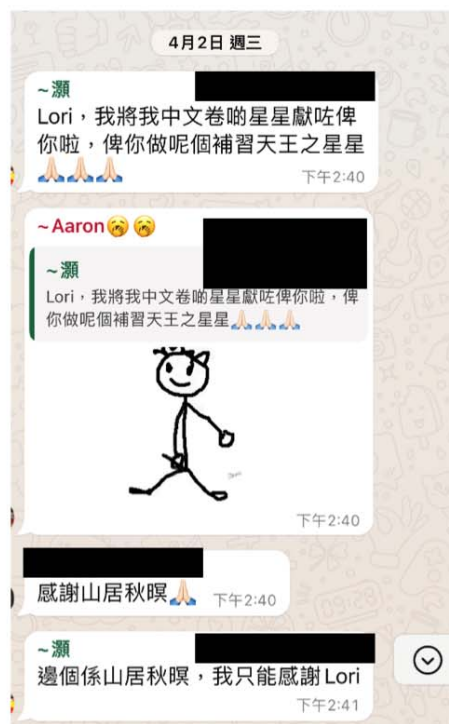 4月2日 週三
~灝
Lori，我將我中文卷啲星星獻咗俾
你啦，俾你做呢個補習天王之星星
🙏🏻🙏🏻🙏🏻
下午2:40
~Aaron🥱🥱
~灝
Lori，我將我中文卷啲星星獻咗俾你啦，俾
你做呢個補習天王之星星🙏🏻🙏🏻🙏🏻
下午2:40
感謝山居秋暝🙏🏻 下午2:40
~灝
邊個係山居秋暝，我只能感謝Lori
下午2:41